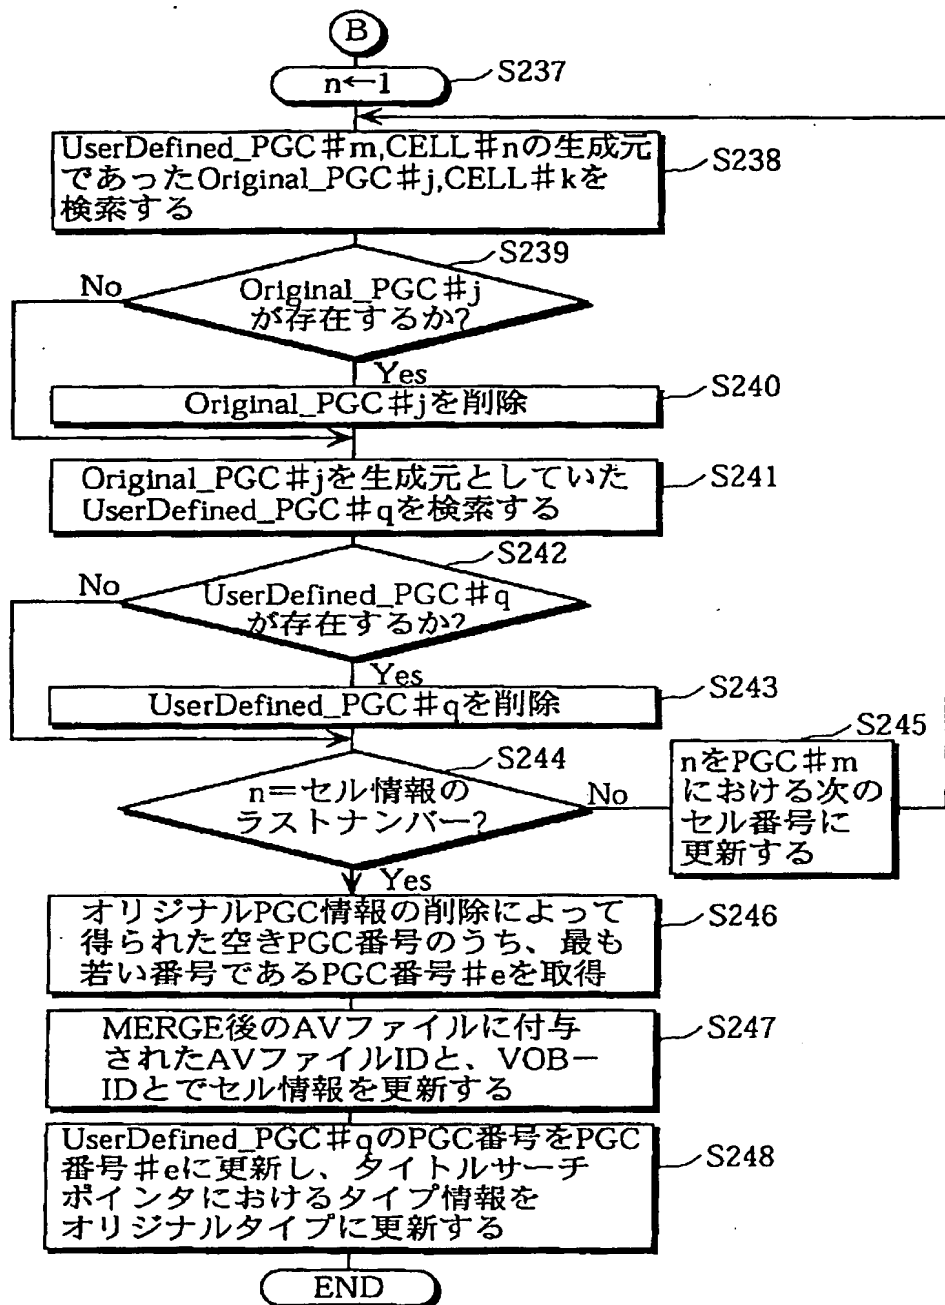 B
n←1
S237
UserDefined_PGC#m,CELL#nの生成元
であったOriginal_PGC#j,CELL#kを
検索する
S238
S239
No
Original_PGC#j
が存在するか?
Yes
Original_PGC#jを削除
S240
Original_PGC#jを生成元としていた
UserDefined_PGC#qを検索する
S241
S242
No
UserDefined_PGC#q
が存在するか?
Yes
UserDefined_PGC#qを削除
S243
S244
n=セル情報の
ラストナンバー?
No
S245
nをPGC#m
における次の
セル番号に
更新する
Yes
オリジナルPGC情報の削除によって
得られた空きPGC番号のうち、最も
若い番号であるPGC番号#eを取得
S246
MERGE後のAVファイルに付与
されたAVファイルIDと、VOB-
IDとでセル情報を更新する
S247
UserDefined_PGC#qのPGC番号をPGC
番号#eに更新し、タイトルサーチ
ポインタにおけるタイプ情報を
オリジナルタイプに更新する
S248
END